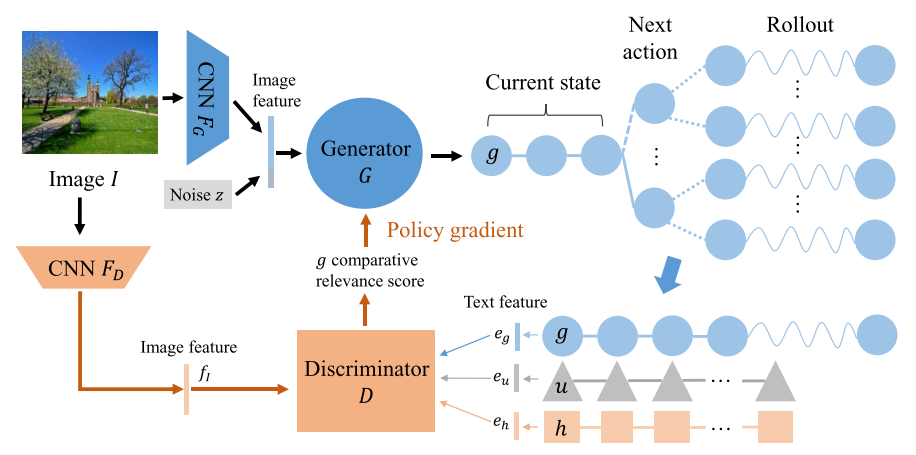 Next
action
Rollout
Current state
Image
feature
CNN F_G
Generator
G
g
Image I
Noise z
Policy gradient
CNN F_D
g comparative
relevance score
Text feature
e_g
g
Image feature
f_I
Discriminator
D
e_u
u
e_h
h